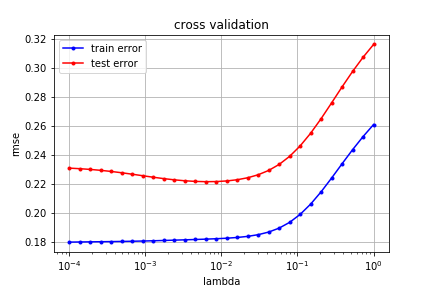 cross validation
train error
test error
rmse
0.32
0.30
0.28
0.26
0.24
0.22
0.20
0.18
10⁻⁴
10⁻³
10⁻²
10⁻¹
10⁰
lambda